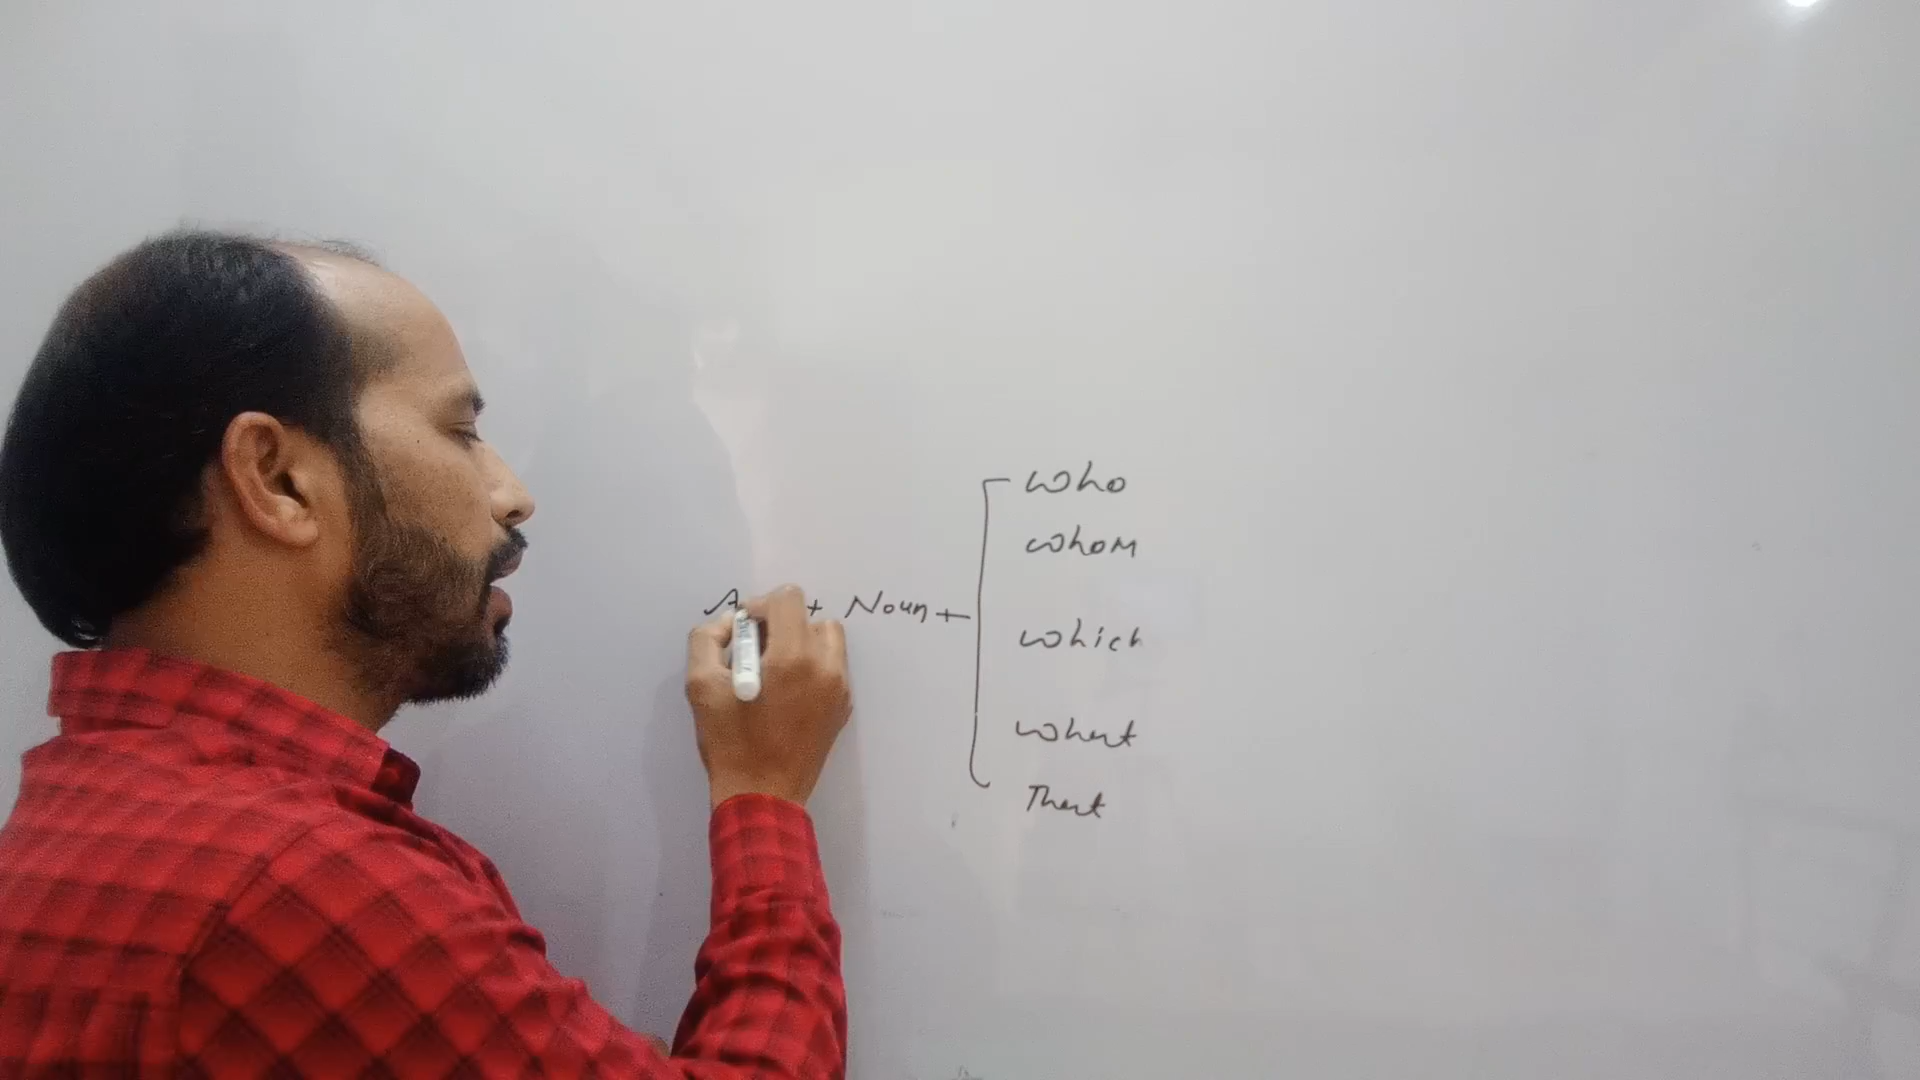 who
whom
+ Noun +
which
what
That